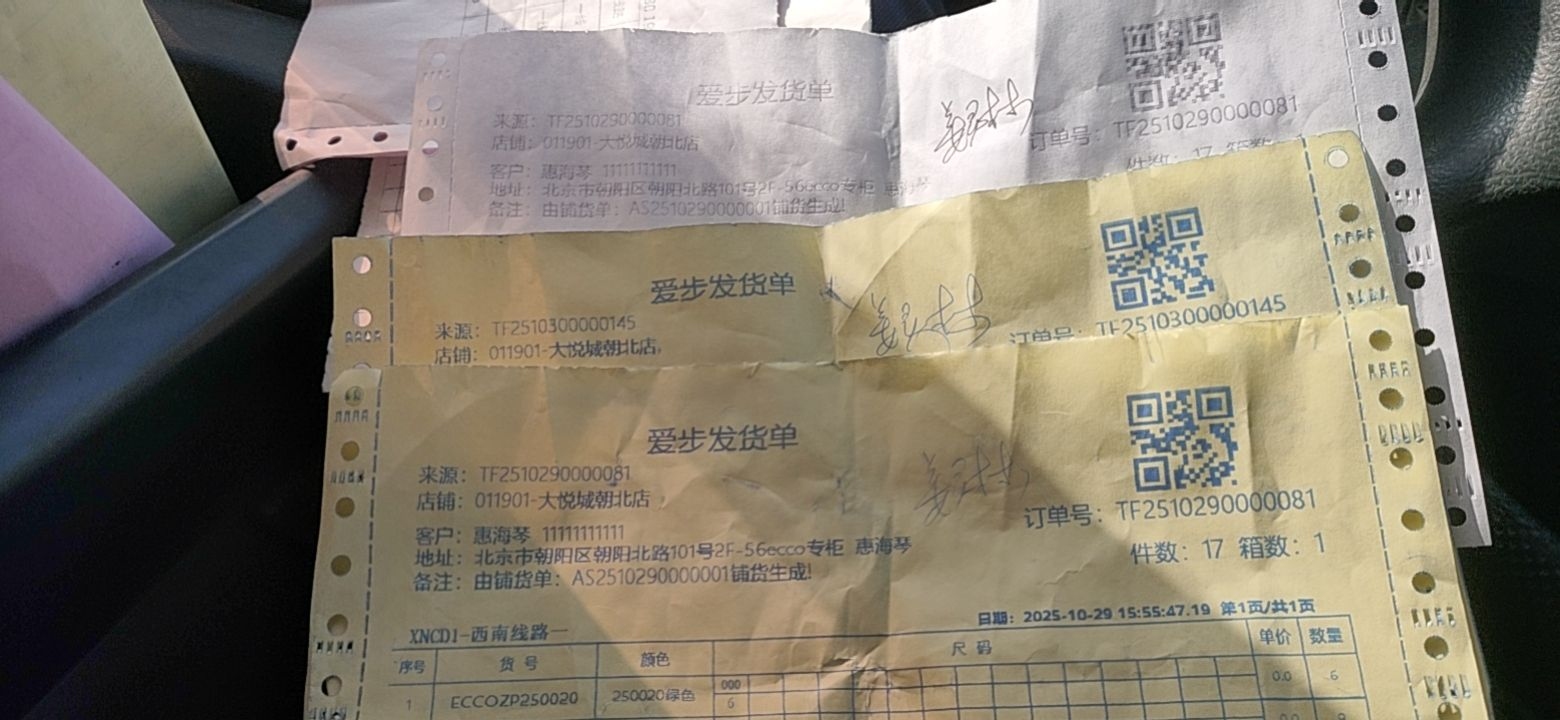 爱步发货单
来源：TF2510290000081
店铺：011901-大悦城朝北店
订单号：TF2510290000081
客户：惠海琴 11111111111
件数：17 箱数
地址：北京市朝阳区朝阳北路101号2F-56ecco专柜 惠海琴
备注：由铺货单：AS2510290000001铺货生成!
爱步发货单
来源：TF2510300000145
店铺：011901-大悦城朝北店,
订单号：TF2510300000145
爱步发货单
来源：TF2510290000081
店铺：011901-大悦城朝北店
订单号：TF2510290000081
客户：惠海琴 11111111111
地址：北京市朝阳区朝阳北路101号2F-56ecco专柜 惠海琴
件数：17 箱数：1
备注：由铺货单：AS2510290000001铺货生成!
日期：2025-10-29 15:55:47.19 第1页/共1页
XNCD1-西南线路一
序号 货号 颜色 尺码 单价 数量
1 ECCOZP250020 250020绿色 000 0.0 6
6